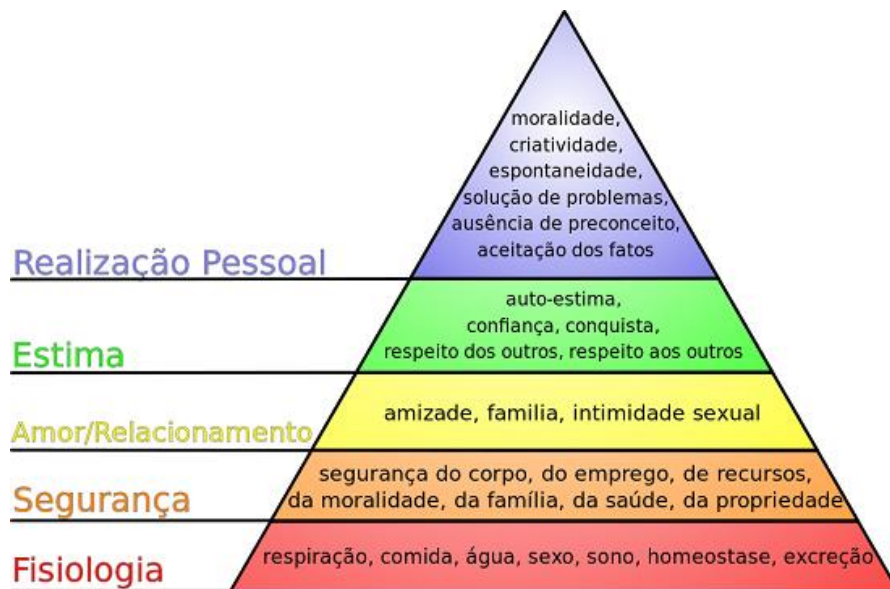 moralidade,
criatividade,
espontaneidade,
solução de problemas,
ausência de preconceito,
aceitação dos fatos
Realização Pessoal
auto-estima,
confiança, conquista,
respeito dos outros, respeito aos outros
Estima
amizade, familia, intimidade sexual
Amor/Relacionamento
segurança do corpo, do emprego, de recursos,
da moralidade, da família, da saúde, da propriedade
Segurança
respiração, comida, água, sexo, sono, homeostase, excreção
Fisiologia